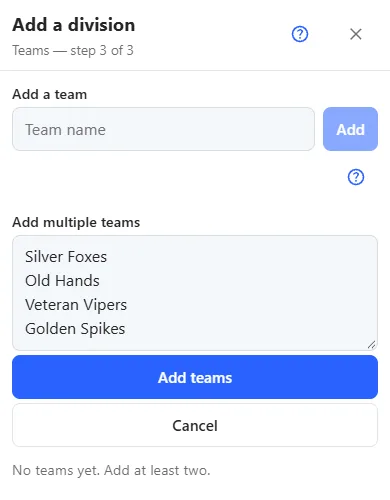 Add a division
Teams — step 3 of 3
Add a team
Team name
Add
Add multiple teams
Silver Foxes
Old Hands
Veteran Vipers
Golden Spikes
Add teams
Cancel
No teams yet. Add at least two.